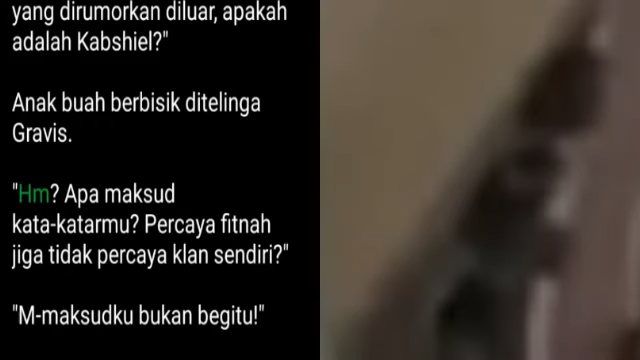 yang dirumorkan diluar, apakah
adalah Kabshiel?"
Anak buah berbisik ditelinga
Gravis.
"Hm? Apa maksud
kata-katarmu? Percaya fitnah
jiga tidak percaya klan sendiri?"
"M-maksudku bukan begitu!"